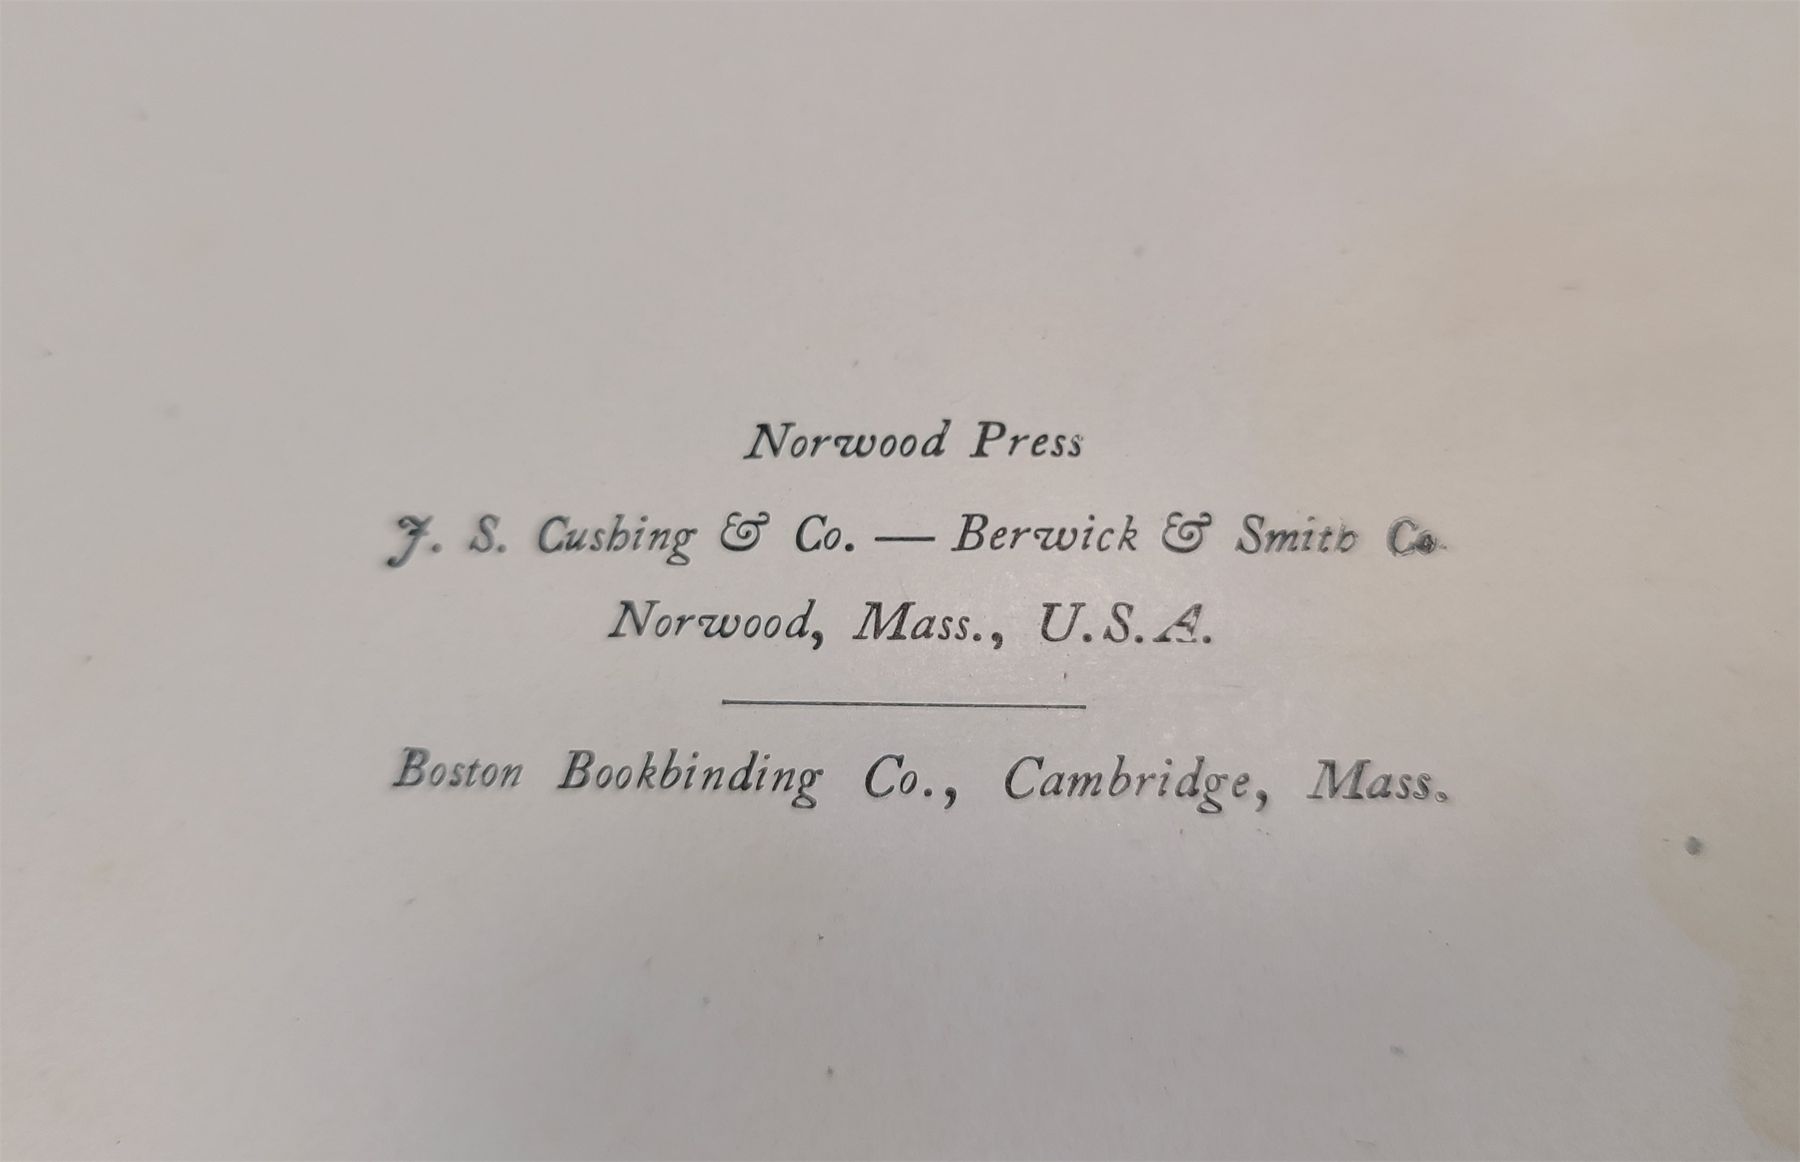 Norwood Press
J. S. Cushing & Co. — Berwick & Smith Co.
Norwood, Mass., U.S.A.
Boston Bookbinding Co., Cambridge, Mass.